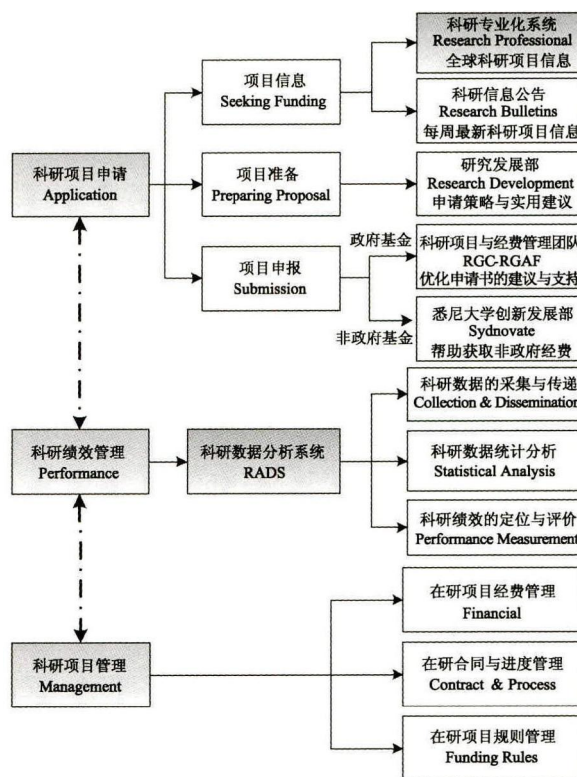 科研专业化系统
Research Professional
全球科研项目信息
项目信息
Seeking Funding
科研信息公告
Research Bulletins
每周最新科研项目信息
科研项目申请
Application
项目准备
Preparing Proposal
研究发展部
Research Development
申请策略与实用建议
项目申报
Submission
政府基金
科研项目与经费管理团队
RGC-RGAF
优化申请书的建议与支持
非政府基金
悉尼大学创新发展部
Sydnovate
帮助获取非政府经费
科研绩效管理
Performance
科研数据分析系统
RADS
科研数据的采集与传递
Collection & Dissemination
科研数据统计分析
Statistical Analysis
科研绩效的定位与评价
Performance Measurement
科研项目管理
Management
在研项目经费管理
Financial
在研合同与进度管理
Contract & Process
在研项目规则管理
Funding Rules